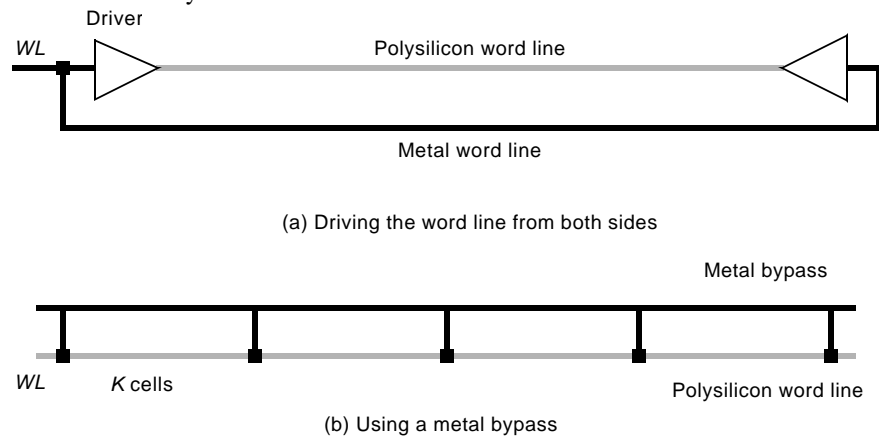 Driver
WL
Polysilicon word line
Metal word line
(a) Driving the word line from both sides
Metal bypass
WL
K cells
Polysilicon word line
(b) Using a metal bypass